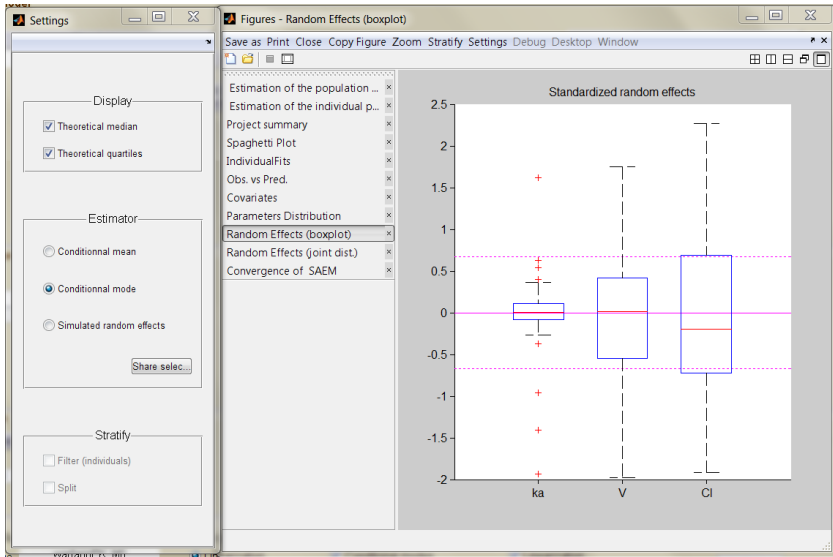 Settings
Display
Theoretical median
Theoretical quartiles
Estimator
Conditionnal mean
Conditionnal mode
Simulated random effects
Share selec...
Stratify
Filter (individuals)
Split
Figures - Random Effects (boxplot)
Save as Print Close Copy Figure Zoom Stratify Settings Debug Desktop Window
Estimation of the population ...
Estimation of the individual p...
Project summary
Spaghetti Plot
IndividualFits
Obs. vs Pred.
Covariates
Parameters Distribution
Random Effects (boxplot)
Random Effects (joint dist.)
Convergence of SAEM
Standardized random effects
2.5
2
1.5
1
0.5
0
-0.5
-1
-1.5
-2
ka V Cl